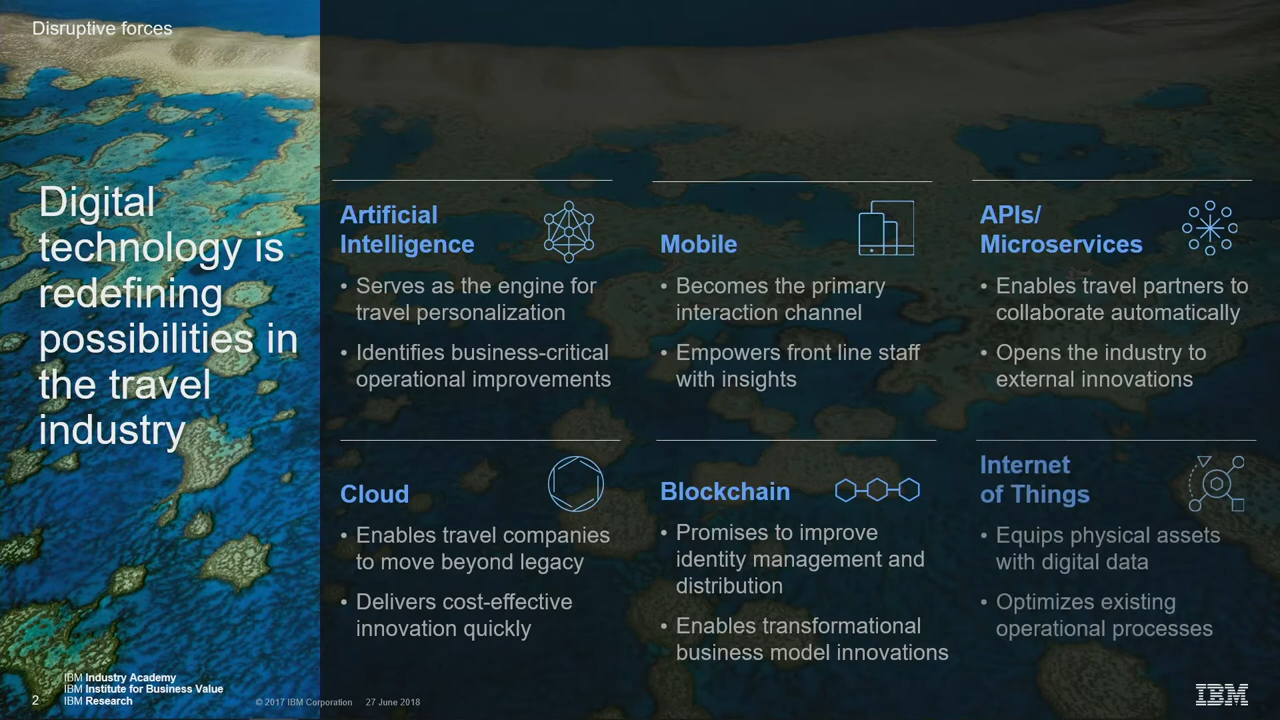 Disruptive forces
Digital
technology is
redefining
possibilities in
the travel
industry
Artificial
Intelligence
• Serves as the engine for
travel personalization
• Identifies business-critical
operational improvements
Mobile
• Becomes the primary
interaction channel
• Empowers front line staff
with insights
APIs/
Microservices
• Enables travel partners to
collaborate automatically
• Opens the industry to
external innovations
Cloud
• Enables travel companies
to move beyond legacy
• Delivers cost-effective
innovation quickly
Blockchain
• Promises to improve
identity management and
distribution
• Enables transformational
business model innovations
Internet
of Things
• Equips physical assets
with digital data
• Optimizes existing
operational processes
IBM Industry Academy
IBM Institute for Business Value
IBM Research
2
© 2017 IBM Corporation 27 June 2018
IBM